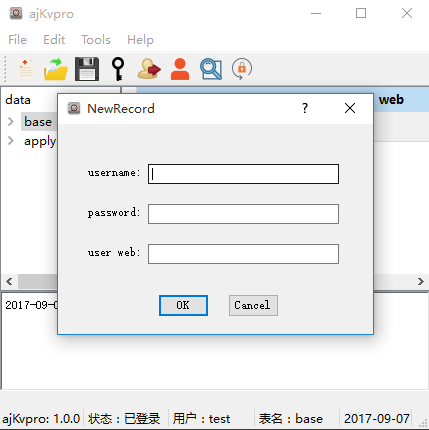 ajKvpro
File Edit Tools Help
data
web
base
apply
NewRecord
username:
password:
user web:
OK Cancel
2017-09-0
ajKvpro: 1.0.0 状态：已登录 用户：test 表名：base 2017-09-07